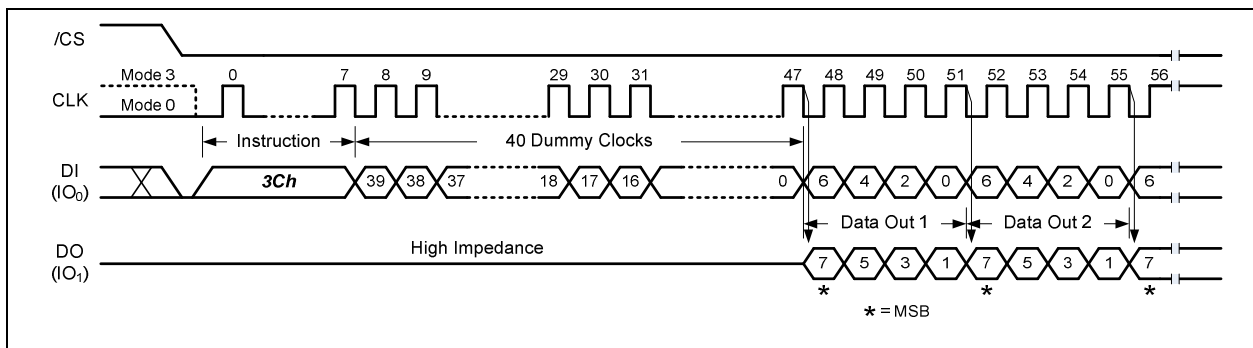 /CS
Mode 3 0 7 8 9 29 30 31 47 48 49 50 51 52 53 54 55 56
CLK
Mode 0
Instruction 40 Dummy Clocks
DI
(IO0)
3Ch 39 38 37 18 17 16 0 6 4 2 0 6 4 2 0 6
Data Out 1 Data Out 2
High Impedance
DO
(IO1)
7 5 3 1 7 5 3 1 7
* * *
* = MSB